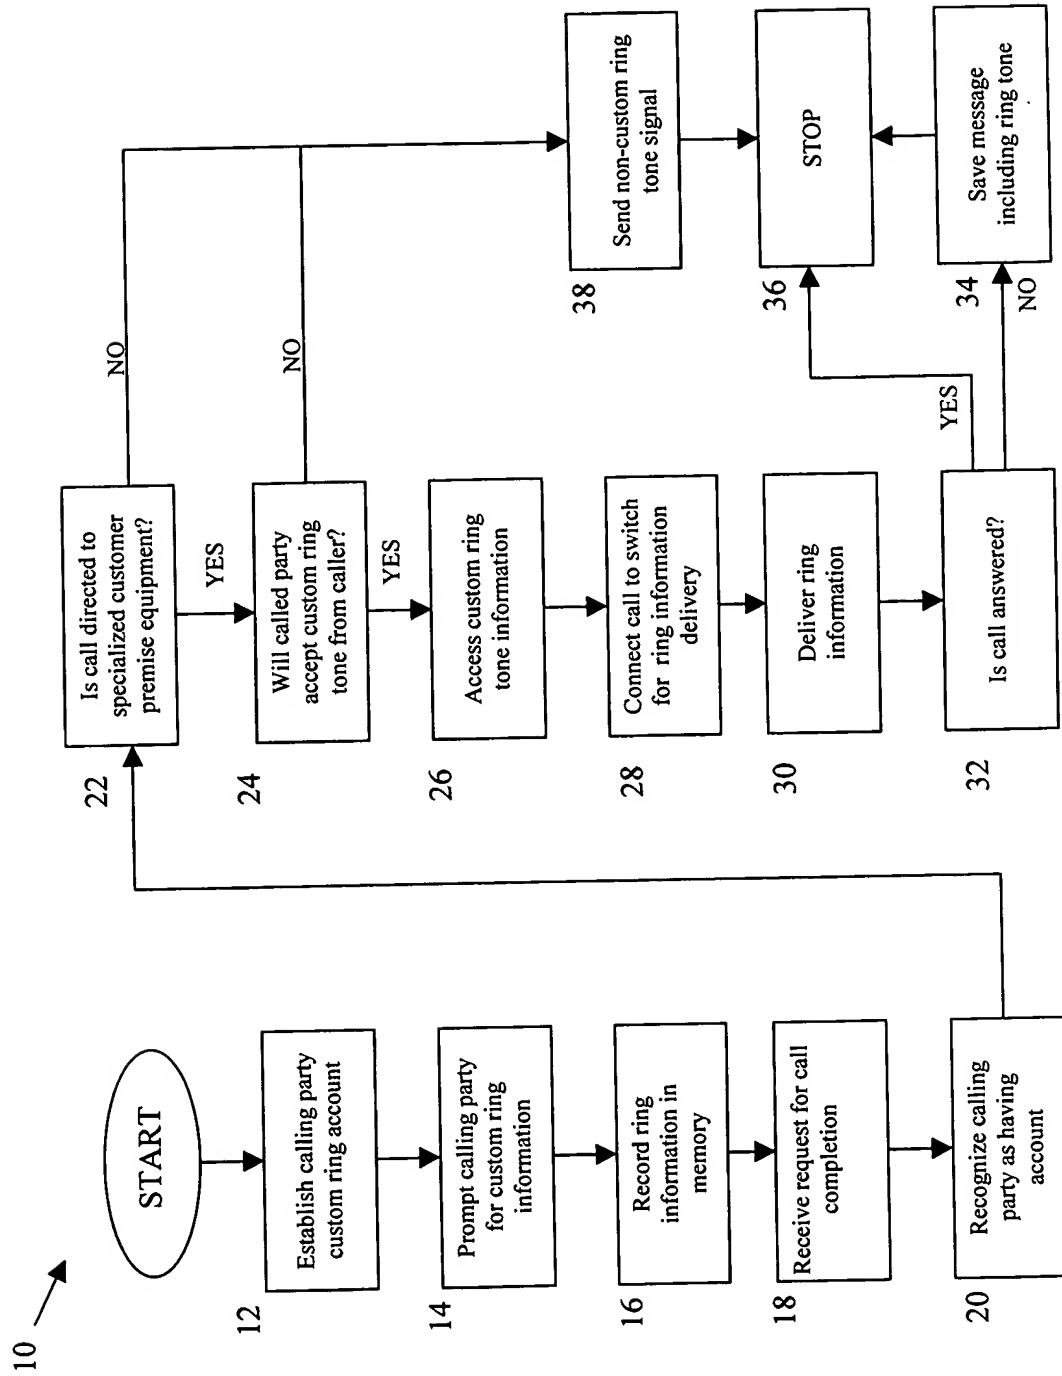 10
START
12
Establish calling party
custom ring account
14
Prompt calling party
for custom ring
information
16
Record ring
information in
memory
18
Receive request for call
completion
20
Recognize calling
party as having
account
22
Is call directed to
specialized customer
premise equipment?
NO
YES
24
Will called party
accept custom ring
tone from caller?
NO
YES
26
Access custom ring
tone information
28
Connect call to switch
for ring information
delivery
30
Deliver ring
information
32
Is call answered?
YES
NO
38
Send non-custom ring
tone signal
36
STOP
34
Save message
including ring tone